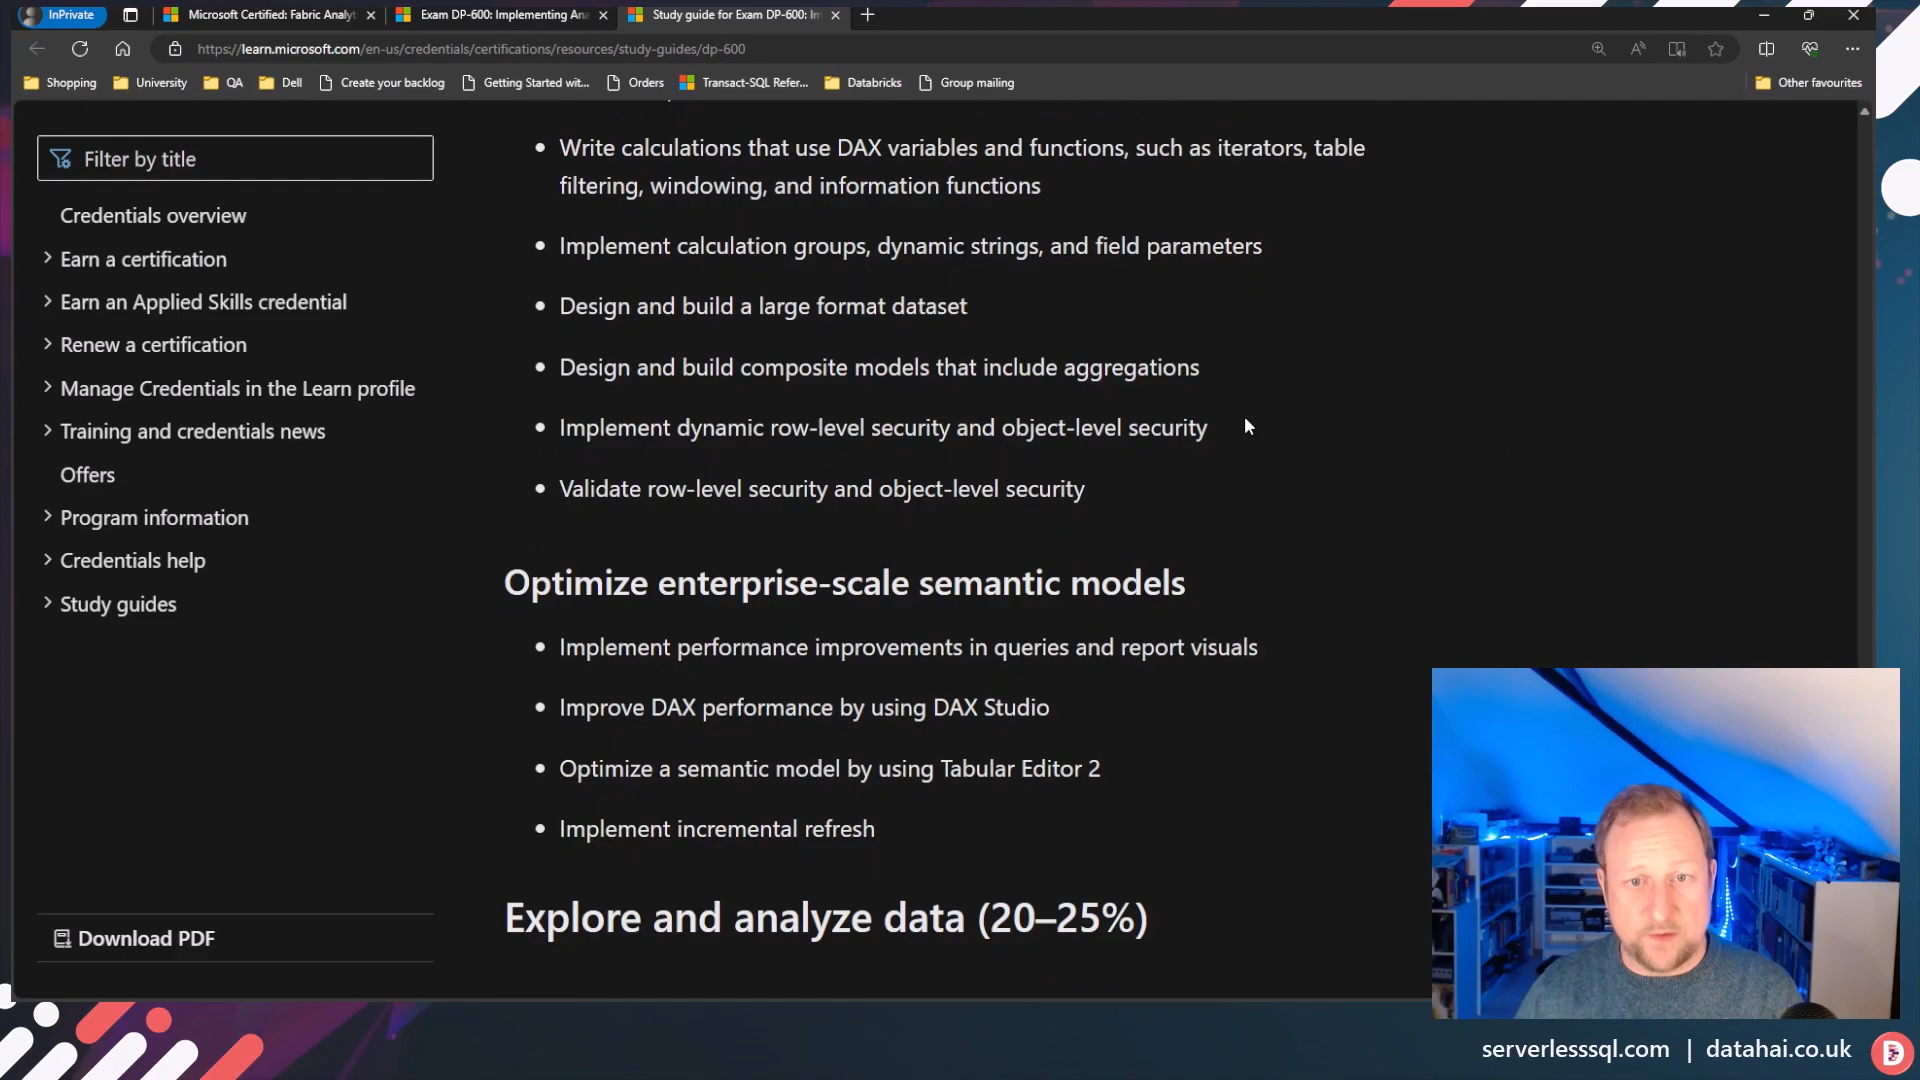 InPrivate
Microsoft Certified: Fabric Analyt
Exam DP-600: Implementing Ana
Study guide for Exam DP-600: Im
https://learn.microsoft.com/en-us/credentials/certifications/resources/study-guides/dp-600
Shopping
University
QA
Dell
Create your backlog
Getting Started wit...
Orders
Transact-SQL Refer...
Databricks
Group mailing
Other favourites
Filter by title
Credentials overview
Earn a certification
Earn an Applied Skills credential
Renew a certification
Manage Credentials in the Learn profile
Training and credentials news
Offers
Program information
Credentials help
Study guides
Download PDF
Write calculations that use DAX variables and functions, such as iterators, table
filtering, windowing, and information functions
Implement calculation groups, dynamic strings, and field parameters
Design and build a large format dataset
Design and build composite models that include aggregations
Implement dynamic row-level security and object-level security
Validate row-level security and object-level security
Optimize enterprise-scale semantic models
Implement performance improvements in queries and report visuals
Improve DAX performance by using DAX Studio
Optimize a semantic model by using Tabular Editor 2
Implement incremental refresh
Explore and analyze data (20–25%)
serverlesssql.com | datahai.co.uk
D